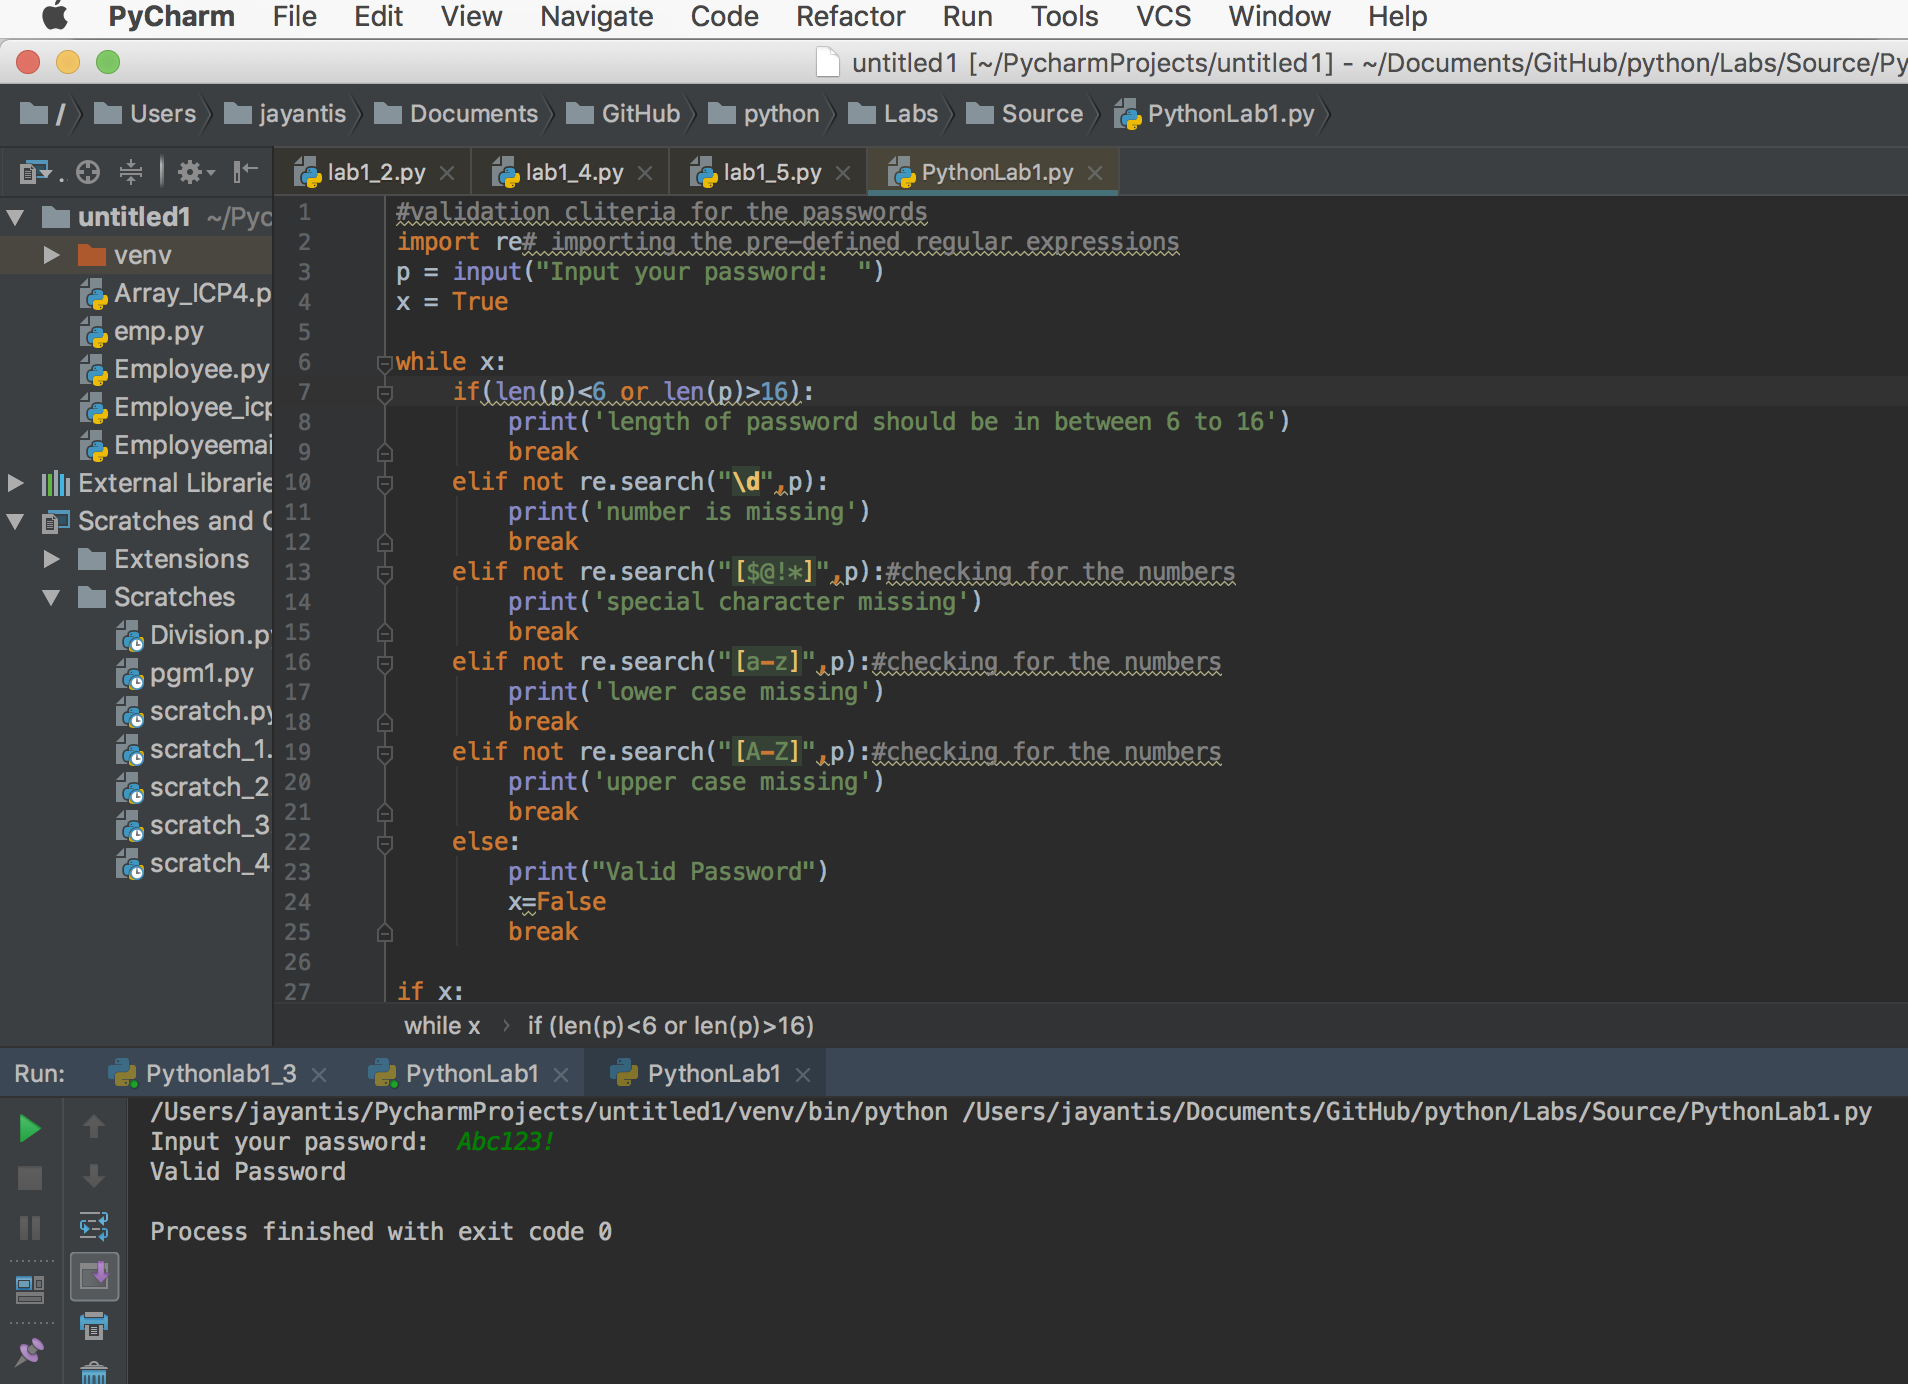 PyCharm File Edit View Navigate Code Refactor Run Tools VCS Window Help
untitled1 [~/PycharmProjects/untitled1] - ~/Documents/GitHub/python/Labs/Source/Py
/ Users jayantis Documents GitHub python Labs Source PythonLab1.py
lab1_2.py lab1_4.py lab1_5.py PythonLab1.py
untitled1 ~/Pyc
venv
Array_ICP4.p
emp.py
Employee.py
Employee_icp
Employeemai
External Librarie
Scratches and C
Extensions
Scratches
Division.py
pgm1.py
scratch.py
scratch_1.
scratch_2
scratch_3
scratch_4
1 #validation cliteria for the passwords
2 import re# importing the pre-defined regular expressions
3 p = input("Input your password:  ")
4 x = True
5
6 while x:
7     if(len(p)<6 or len(p)>16):
8         print('length of password should be in between 6 to 16')
9         break
10     elif not re.search("\d",p):
11         print('number is missing')
12         break
13     elif not re.search("[$@!*]",p):#checking for the numbers
14         print('special character missing')
15         break
16     elif not re.search("[a-z]",p):#checking for the numbers
17         print('lower case missing')
18         break
19     elif not re.search("[A-Z]",p):#checking for the numbers
20         print('upper case missing')
21         break
22     else:
23         print("Valid Password")
24         x=False
25         break
26
27 if x:
while x › if (len(p)<6 or len(p)>16)
Run: Pythonlab1_3 PythonLab1 PythonLab1
/Users/jayantis/PycharmProjects/untitled1/venv/bin/python /Users/jayantis/Documents/GitHub/python/Labs/Source/PythonLab1.py
Input your password:  Abc123!
Valid Password
Process finished with exit code 0